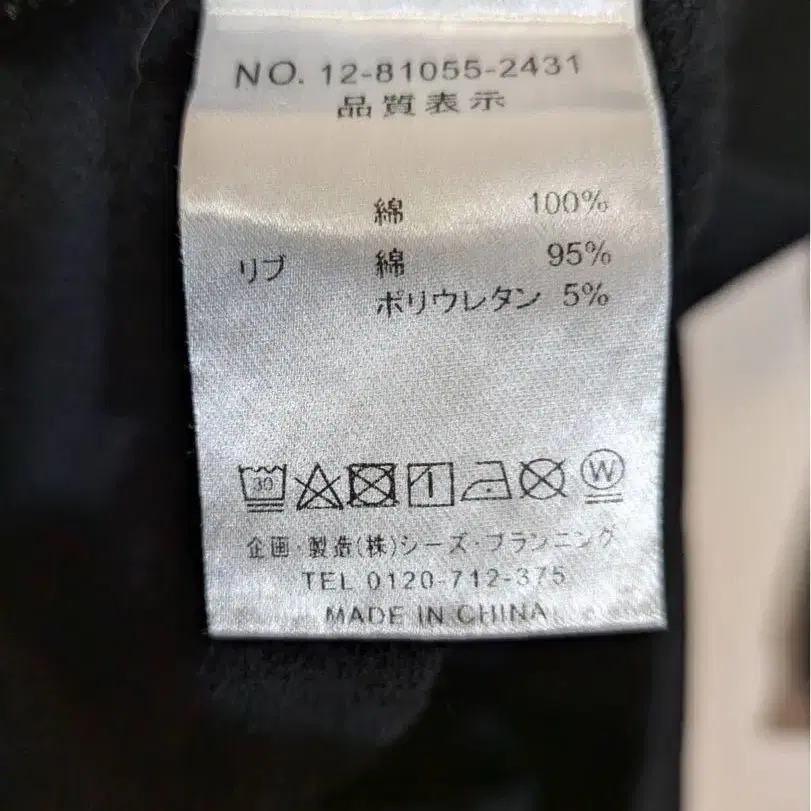 NO. 12-81055-2431
品質表示
綿 100%
リブ 綿 95%
ポリウレタン 5%
30 W
企画・製造(株)シーズ・プランニング
TEL 0120-712-375
MADE IN CHINA